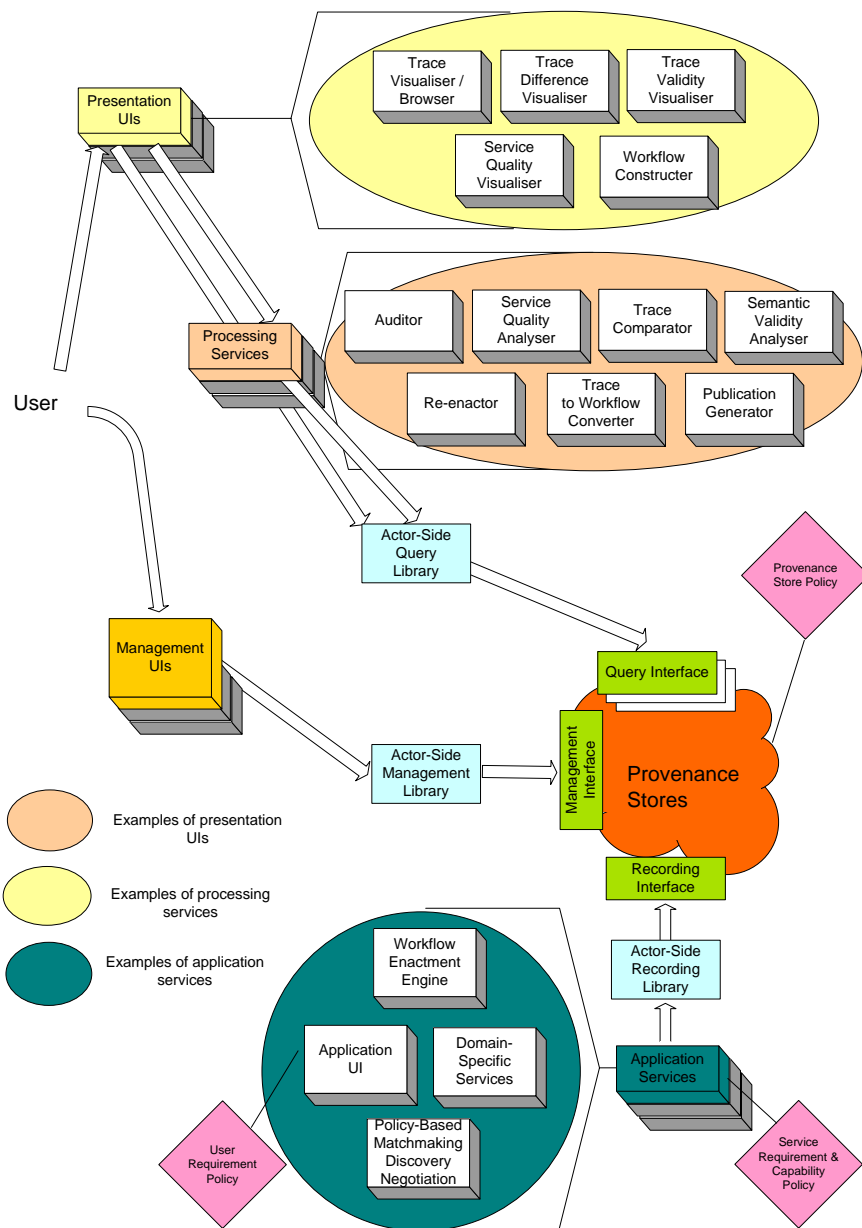 Presentation
UIs
Trace
Visualiser /
Browser
Trace
Difference
Visualiser
Trace
Validity
Visualiser
Service
Quality
Visualiser
Workflow
Constructer
Processing
Services
Auditor
Service
Quality
Analyser
Trace
Comparator
Semantic
Validity
Analyser
Re-enactor
Trace
to Workflow
Converter
Publication
Generator
User
Actor-Side
Query
Library
Provenance
Store Policy
Management
UIs
Query Interface
Management
Interface
Provenance
Stores
Actor-Side
Management
Library
Examples of presentation
UIs
Recording
Interface
Examples of processing
services
Examples of application
services
Workflow
Enactment
Engine
Actor-Side
Recording
Library
Application
UI
Domain-
Specific
Services
Application
Services
Policy-Based
Matchmaking
Discovery
Negotiation
User
Requirement
Policy
Service
Requirement &
Capability
Policy